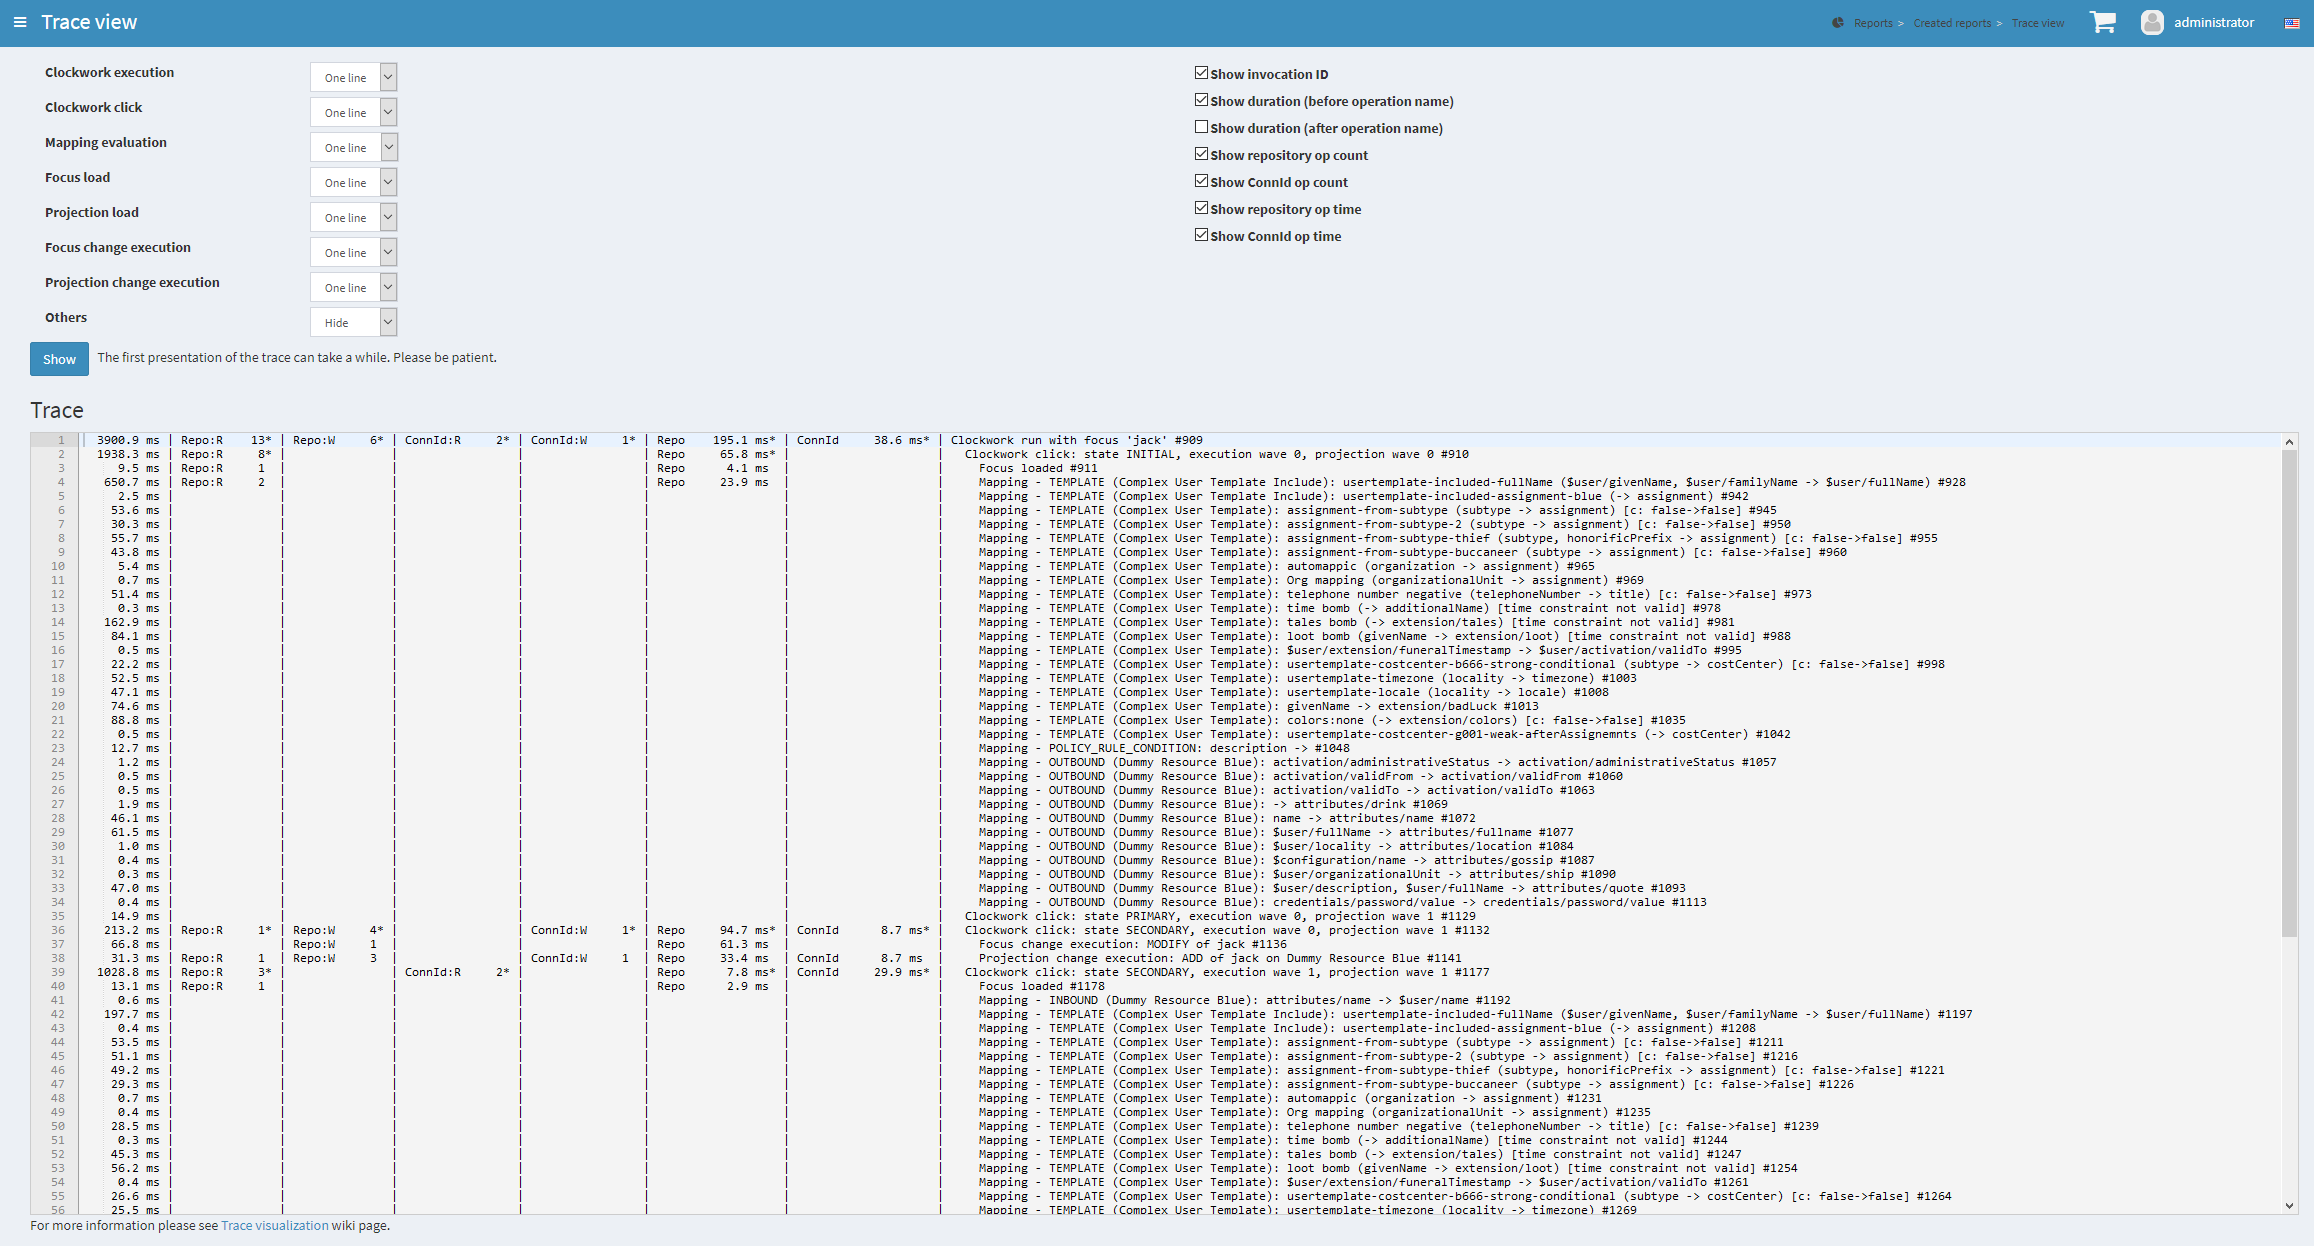 ≡ Trace view
Reports > Created reports > Trace view
administrator
Clockwork execution One line
Clockwork click One line
Mapping evaluation One line
Focus load One line
Projection load One line
Focus change execution One line
Projection change execution One line
Others Hide
Show invocation ID
Show duration (before operation name)
Show duration (after operation name)
Show repository op count
Show ConnId op count
Show repository op time
Show ConnId op time
Show The first presentation of the trace can take a while. Please be patient.
Trace
1 3900.9 ms | Repo:R 13* | Repo:W 6* | ConnId:R 2* | ConnId:W 1* | Repo 195.1 ms* | ConnId 38.6 ms* | Clockwork run with focus 'jack' #909
2 1938.3 ms | Repo:R 8* | | | | Repo 65.8 ms* | | Clockwork click: state INITIAL, execution wave 0, projection wave 0 #910
3 9.5 ms | Repo:R 1 | | | | Repo 4.1 ms | | Focus loaded #911
4 650.7 ms | Repo:R 2 | | | | Repo 23.9 ms | | Mapping - TEMPLATE (Complex User Template Include): usertemplate-included-fullName ($user/givenName, $user/familyName -> $user/fullName) #928
5 2.5 ms | | | | | | | Mapping - TEMPLATE (Complex User Template Include): usertemplate-included-assignment-blue (-> assignment) #942
6 53.6 ms | | | | | | | Mapping - TEMPLATE (Complex User Template): assignment-from-subtype (subtype -> assignment) [c: false->false] #945
7 30.3 ms | | | | | | | Mapping - TEMPLATE (Complex User Template): assignment-from-subtype-2 (subtype -> assignment) [c: false->false] #950
8 55.7 ms | | | | | | | Mapping - TEMPLATE (Complex User Template): assignment-from-subtype-thief (subtype, honorificPrefix -> assignment) [c: false->false] #955
9 43.8 ms | | | | | | | Mapping - TEMPLATE (Complex User Template): assignment-from-subtype-buccaneer (subtype -> assignment) [c: false->false] #960
10 5.4 ms | | | | | | | Mapping - TEMPLATE (Complex User Template): automappic (organization -> assignment) #965
11 0.7 ms | | | | | | | Mapping - TEMPLATE (Complex User Template): Org mapping (organizationalUnit -> assignment) #969
12 51.4 ms | | | | | | | Mapping - TEMPLATE (Complex User Template): telephone number negative (telephoneNumber -> title) [c: false->false] #973
13 0.3 ms | | | | | | | Mapping - TEMPLATE (Complex User Template): time bomb (-> additionalName) [time constraint not valid] #978
14 162.9 ms | | | | | | | Mapping - TEMPLATE (Complex User Template): tales bomb (-> extension/tales) [time constraint not valid] #981
15 84.1 ms | | | | | | | Mapping - TEMPLATE (Complex User Template): loot bomb (givenName -> extension/loot) [time constraint not valid] #988
16 0.5 ms | | | | | | | Mapping - TEMPLATE (Complex User Template): $user/extension/funeralTimestamp -> $user/activation/validTo #995
17 22.2 ms | | | | | | | Mapping - TEMPLATE (Complex User Template): usertemplate-costcenter-b666-strong-conditional (subtype -> costCenter) [c: false->false] #998
18 52.5 ms | | | | | | | Mapping - TEMPLATE (Complex User Template): usertemplate-timezone (locality -> timezone) #1003
19 47.1 ms | | | | | | | Mapping - TEMPLATE (Complex User Template): usertemplate-locale (locality -> locale) #1008
20 74.6 ms | | | | | | | Mapping - TEMPLATE (Complex User Template): givenName -> extension/badLuck #1013
21 88.8 ms | | | | | | | Mapping - TEMPLATE (Complex User Template): colors:none (-> extension/colors) [c: false->false] #1035
22 0.5 ms | | | | | | | Mapping - TEMPLATE (Complex User Template): usertemplate-costcenter-g001-weak-afterAssignemnts (-> costCenter) #1042
23 12.7 ms | | | | | | | Mapping - POLICY_RULE_CONDITION: description -> #1048
24 1.2 ms | | | | | | | Mapping - OUTBOUND (Dummy Resource Blue): activation/administrativeStatus -> activation/administrativeStatus #1057
25 0.5 ms | | | | | | | Mapping - OUTBOUND (Dummy Resource Blue): activation/validFrom -> activation/validFrom #1060
26 0.5 ms | | | | | | | Mapping - OUTBOUND (Dummy Resource Blue): activation/validTo -> activation/validTo #1063
27 1.9 ms | | | | | | | Mapping - OUTBOUND (Dummy Resource Blue): -> attributes/drink #1069
28 46.1 ms | | | | | | | Mapping - OUTBOUND (Dummy Resource Blue): name -> attributes/name #1072
29 61.5 ms | | | | | | | Mapping - OUTBOUND (Dummy Resource Blue): $user/fullName -> attributes/fullname #1077
30 1.0 ms | | | | | | | Mapping - OUTBOUND (Dummy Resource Blue): $user/locality -> attributes/location #1084
31 0.4 ms | | | | | | | Mapping - OUTBOUND (Dummy Resource Blue): $configuration/name -> attributes/gossip #1087
32 0.3 ms | | | | | | | Mapping - OUTBOUND (Dummy Resource Blue): $user/organizationalUnit -> attributes/ship #1090
33 47.0 ms | | | | | | | Mapping - OUTBOUND (Dummy Resource Blue): $user/description, $user/fullName -> attributes/quote #1093
34 0.4 ms | | | | | | | Mapping - OUTBOUND (Dummy Resource Blue): credentials/password/value -> credentials/password/value #1113
35 14.9 ms | | | | | | | Clockwork click: state PRIMARY, execution wave 0, projection wave 1 #1129
36 213.2 ms | Repo:R 1* | Repo:W 4* | | ConnId:W 1* | Repo 94.7 ms* | ConnId 8.7 ms* | Clockwork click: state SECONDARY, execution wave 0, projection wave 1 #1132
37 66.8 ms | | Repo:W 1 | | | Repo 61.3 ms | | Focus change execution: MODIFY of jack #1136
38 31.3 ms | Repo:R 1 | Repo:W 3 | | ConnId:W 1 | Repo 33.4 ms | ConnId 8.7 ms | Projection change execution: ADD of jack on Dummy Resource Blue #1141
39 1028.8 ms | Repo:R 3* | | ConnId:R 2* | | Repo 7.8 ms* | ConnId 29.9 ms* | Clockwork click: state SECONDARY, execution wave 1, projection wave 1 #1177
40 13.1 ms | Repo:R 1 | | | | Repo 2.9 ms | | Focus loaded #1178
41 0.6 ms | | | | | | | Mapping - INBOUND (Dummy Resource Blue): attributes/name -> $user/name #1192
42 197.7 ms | | | | | | | Mapping - TEMPLATE (Complex User Template Include): usertemplate-included-fullName ($user/givenName, $user/familyName -> $user/fullName) #1197
43 0.4 ms | | | | | | | Mapping - TEMPLATE (Complex User Template Include): usertemplate-included-assignment-blue (-> assignment) #1208
44 53.5 ms | | | | | | | Mapping - TEMPLATE (Complex User Template): assignment-from-subtype (subtype -> assignment) [c: false->false] #1211
45 51.1 ms | | | | | | | Mapping - TEMPLATE (Complex User Template): assignment-from-subtype-2 (subtype -> assignment) [c: false->false] #1216
46 49.2 ms | | | | | | | Mapping - TEMPLATE (Complex User Template): assignment-from-subtype-thief (subtype, honorificPrefix -> assignment) [c: false->false] #1221
47 29.3 ms | | | | | | | Mapping - TEMPLATE (Complex User Template): assignment-from-subtype-buccaneer (subtype -> assignment) [c: false->false] #1226
48 0.7 ms | | | | | | | Mapping - TEMPLATE (Complex User Template): automappic (organization -> assignment) #1231
49 0.4 ms | | | | | | | Mapping - TEMPLATE (Complex User Template): Org mapping (organizationalUnit -> assignment) #1235
50 28.5 ms | | | | | | | Mapping - TEMPLATE (Complex User Template): telephone number negative (telephoneNumber -> title) [c: false->false] #1239
51 0.3 ms | | | | | | | Mapping - TEMPLATE (Complex User Template): time bomb (-> additionalName) [time constraint not valid] #1244
52 45.3 ms | | | | | | | Mapping - TEMPLATE (Complex User Template): tales bomb (-> extension/tales) [time constraint not valid] #1247
53 56.2 ms | | | | | | | Mapping - TEMPLATE (Complex User Template): loot bomb (givenName -> extension/loot) [time constraint not valid] #1254
54 0.4 ms | | | | | | | Mapping - TEMPLATE (Complex User Template): $user/extension/funeralTimestamp -> $user/activation/validTo #1261
55 26.6 ms | | | | | | | Mapping - TEMPLATE (Complex User Template): usertemplate-costcenter-b666-strong-conditional (subtype -> costCenter) [c: false->false] #1264
56 25.5 ms | | | | | | | Mapping - TEMPLATE (Complex User Template): usertemplate-timezone (locality -> timezone) #1269
For more information please see Trace visualization wiki page.